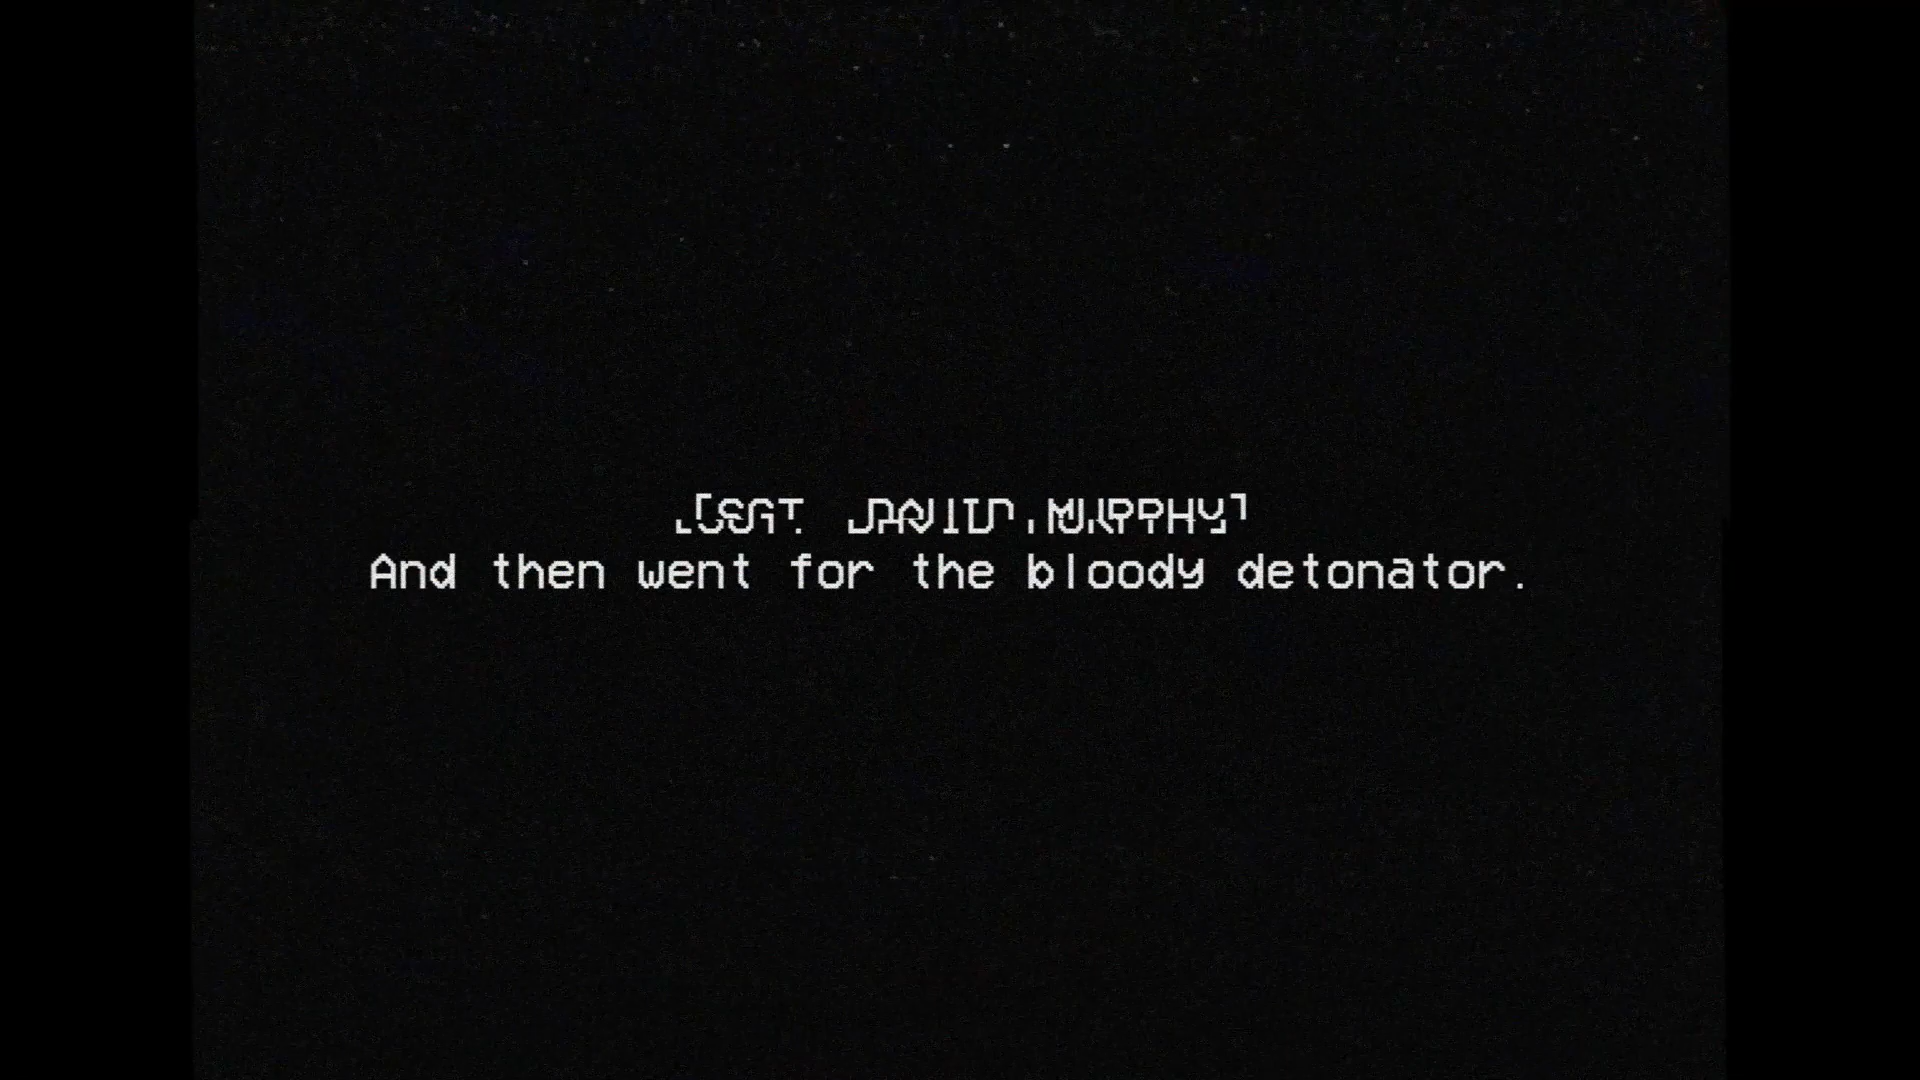 [SGT. DAVID MURPHY]
And then went for the bloody detonator.